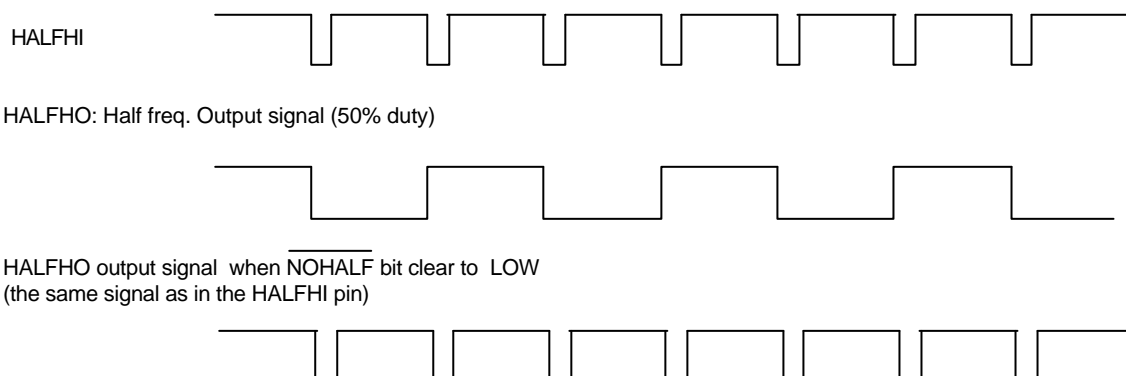 HALFHI
HALFHO: Half freq. Output signal (50% duty)
HALFHO output signal when NOHALF bit clear to LOW
(the same signal as in the HALFHI pin)